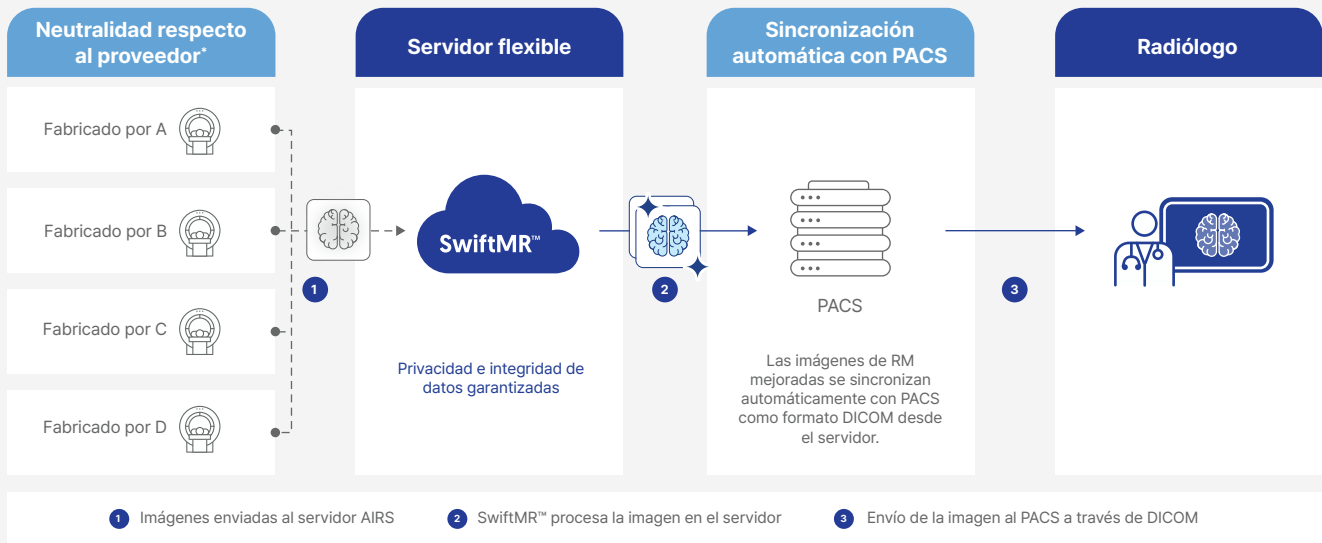 Neutralidad respecto
al proveedor*
Servidor flexible
Sincronización
automática con PACS
Radiólogo
Fabricado por A
Fabricado por B
Fabricado por C
Fabricado por D
1
SwiftMR™
Privacidad e integridad de
datos garantizadas
2
PACS
Las imágenes de RM
mejoradas se sincronizan
automáticamente con PACS
como formato DICOM desde
el servidor.
3
1 Imágenes enviadas al servidor AIRS
2 SwiftMR™ procesa la imagen en el servidor
3 Envío de la imagen al PACS a través de DICOM